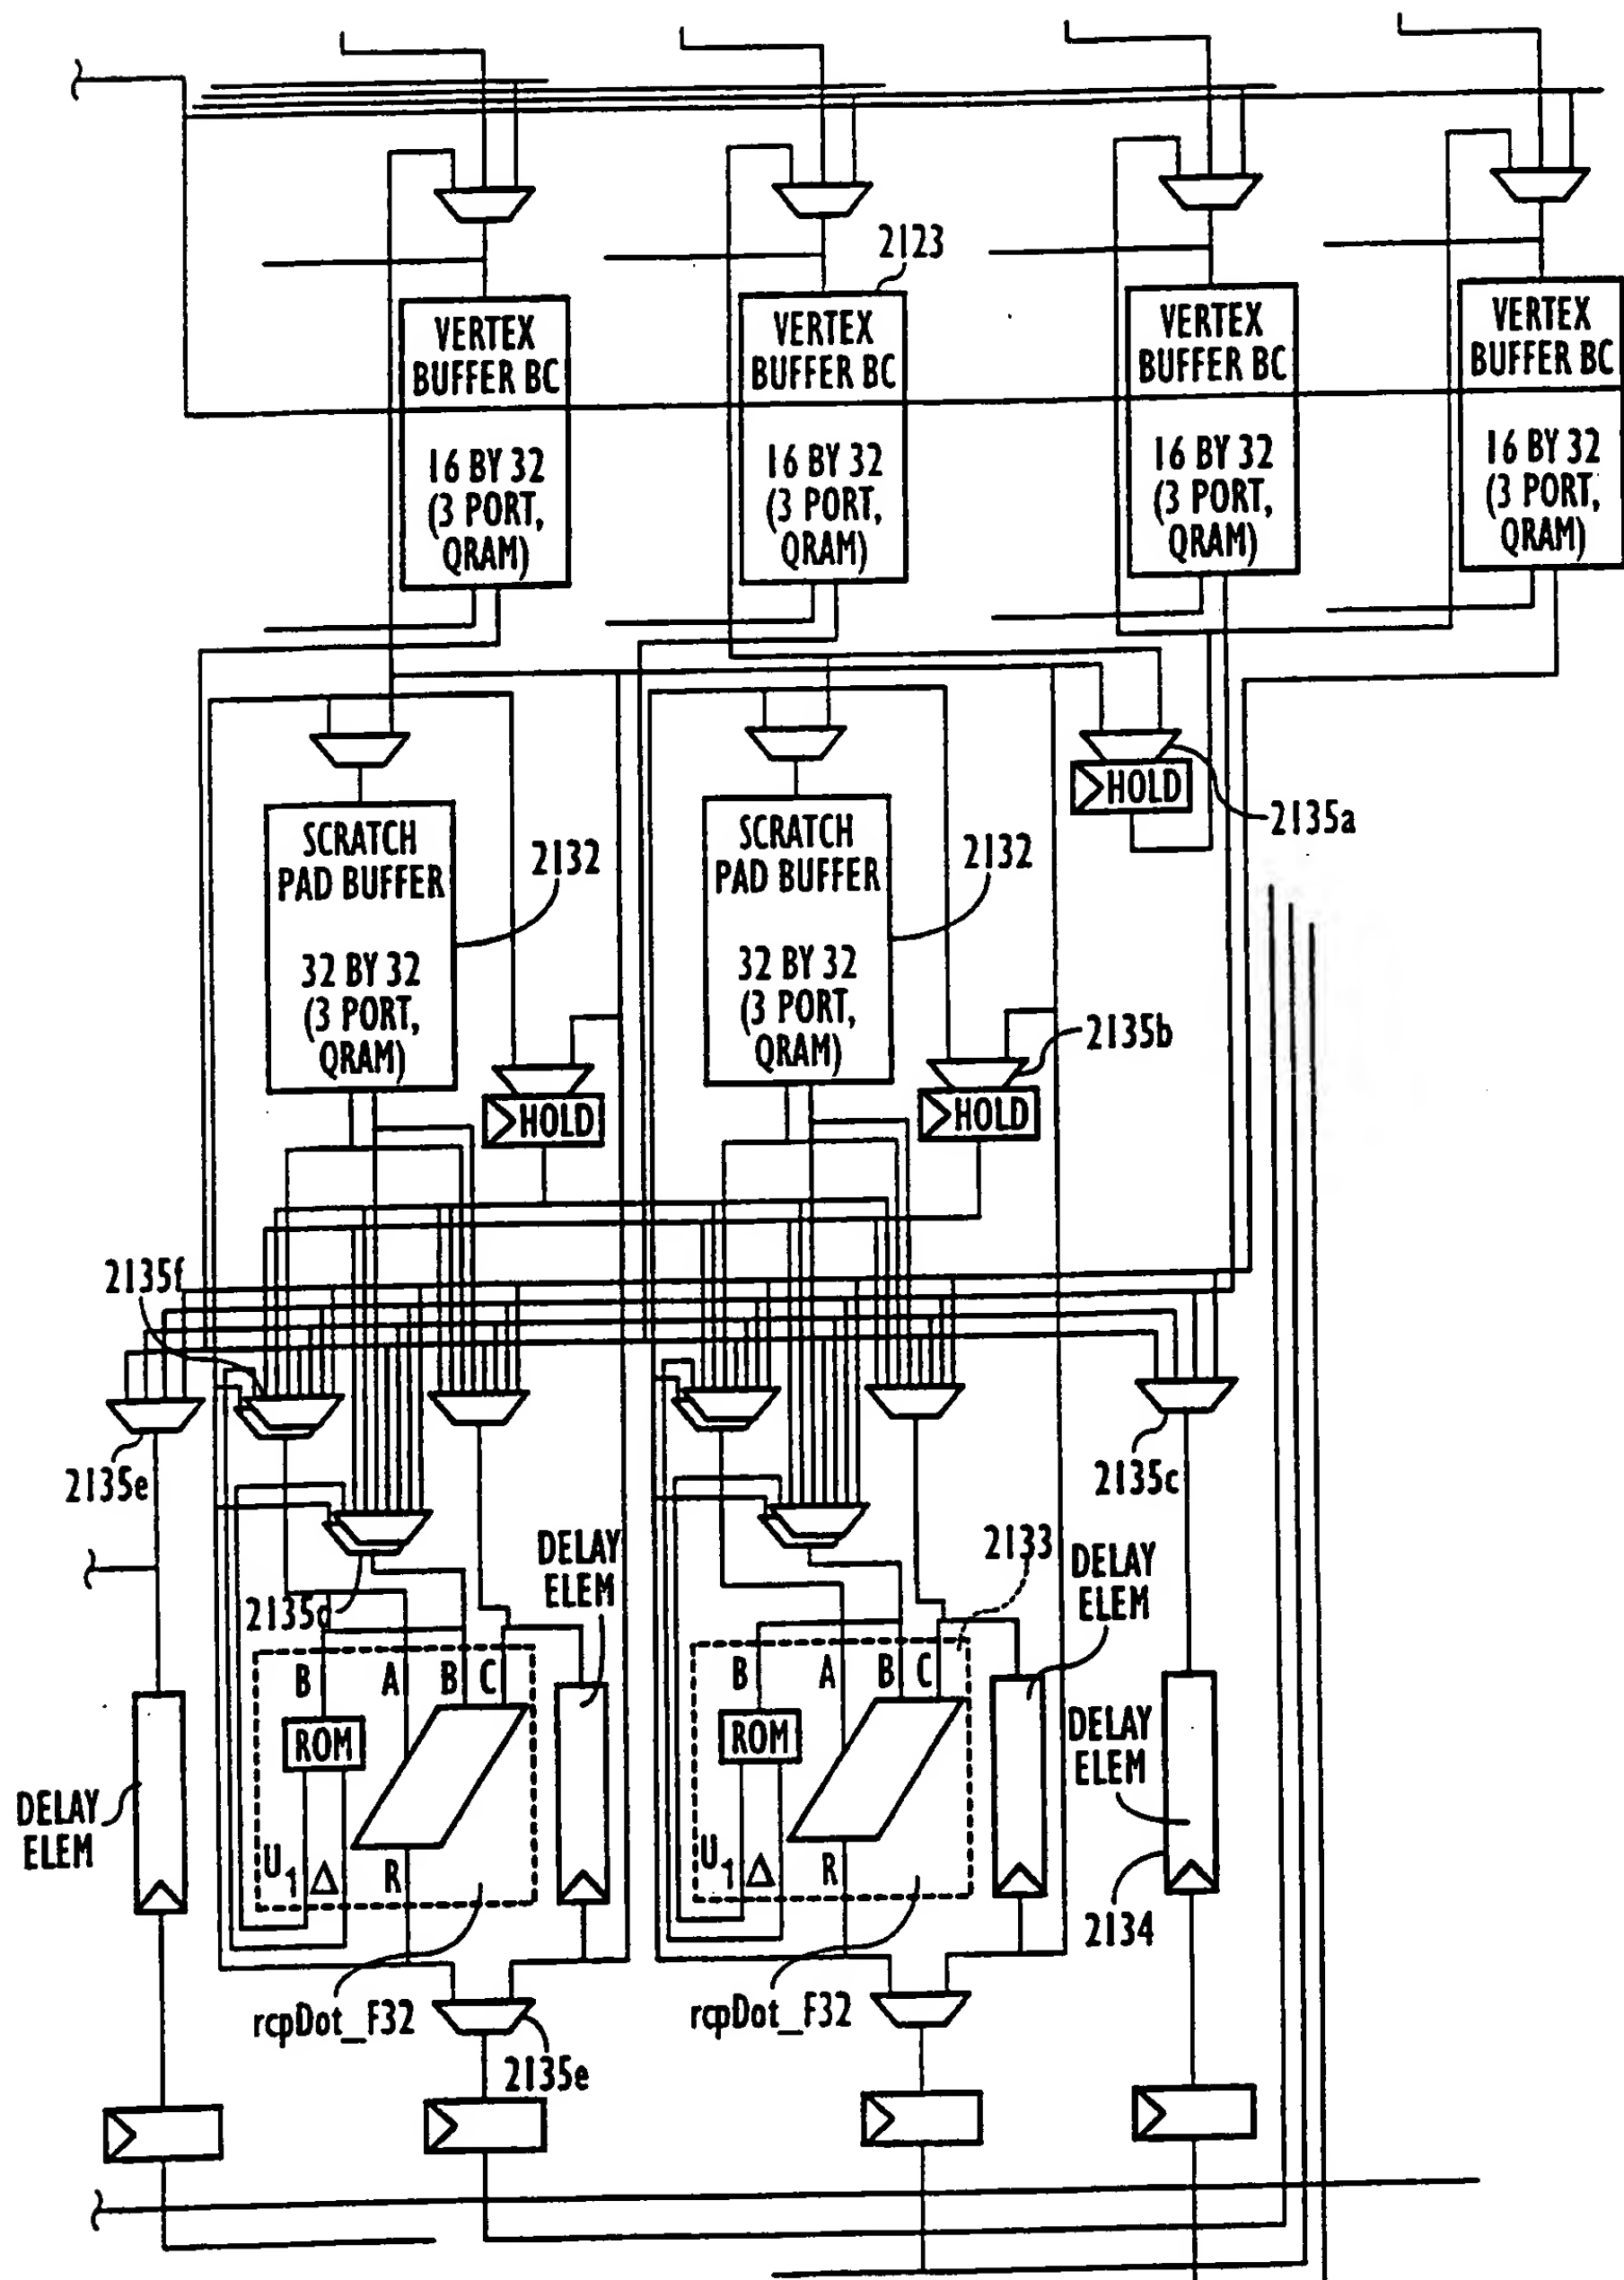 2123
VERTEX
BUFFER BC
16 BY 32
(3 PORT,
QRAM)
VERTEX
BUFFER BC
16 BY 32
(3 PORT,
QRAM)
VERTEX
BUFFER BC
16 BY 32
(3 PORT,
QRAM)
VERTEX
BUFFER BC
16 BY 32
(3 PORT,
QRAM)
HOLD
2135a
SCRATCH
PAD BUFFER
32 BY 32
(3 PORT,
QRAM)
2132
SCRATCH
PAD BUFFER
32 BY 32
(3 PORT,
QRAM)
2132
2135b
HOLD
HOLD
2135f
2135e
2135c
2135d
DELAY
ELEM
2133
DELAY
ELEM
B A B C
ROM
U1 Δ R
B A B C
ROM
U1 Δ R
DELAY
ELEM
DELAY
ELEM
2134
rcpDot_F32
rcpDot_F32
2135e